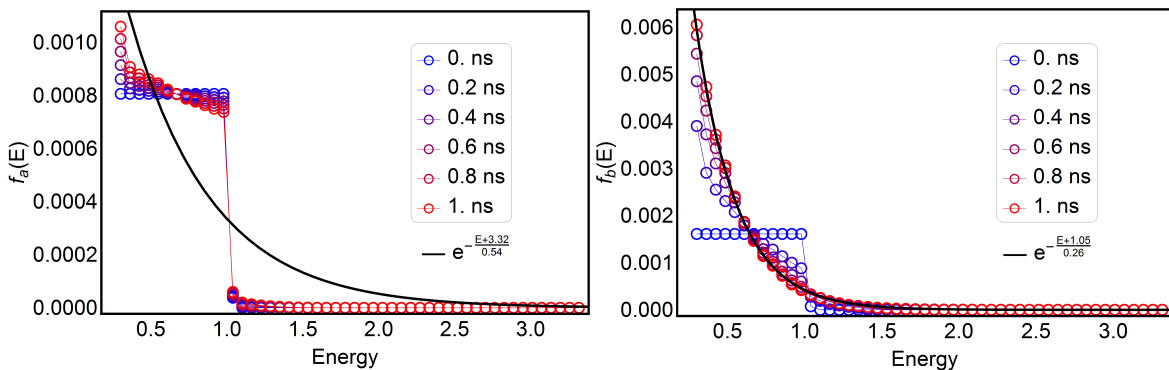 0.0010
0.0008
0.0006
0.0004
0.0002
0.0000
f_a(E)
0.5 1.0 1.5 2.0 2.5 3.0
Energy
0. ns
0.2 ns
0.4 ns
0.6 ns
0.8 ns
1. ns
e^{-\frac{E+3.32}{0.54}}
0.006
0.005
0.004
0.003
0.002
0.001
0.000
f_b(E)
0.5 1.0 1.5 2.0 2.5 3.0
Energy
0. ns
0.2 ns
0.4 ns
0.6 ns
0.8 ns
1. ns
e^{-\frac{E+1.05}{0.26}}